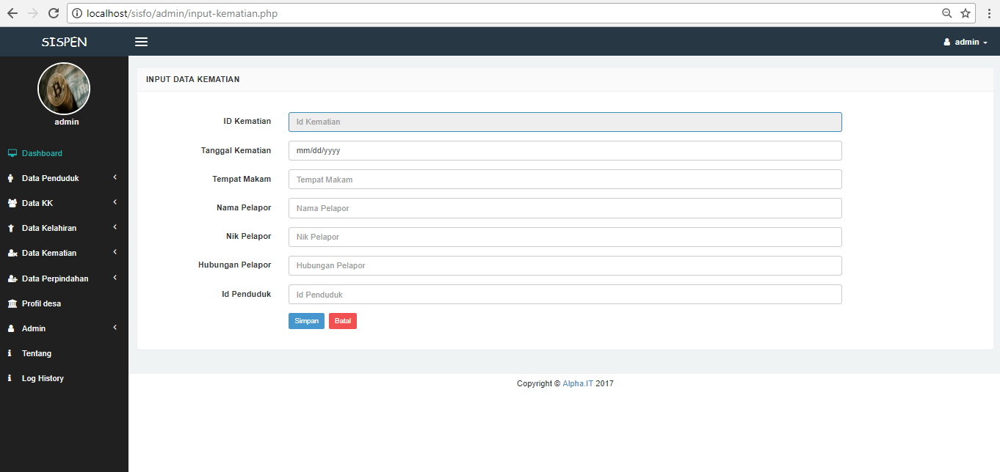 localhost/sisfo/admin/input-kematian.php
SISPEN
admin
admin
Dashboard
Data Penduduk
Data KK
Data Kelahiran
Data Kematian
Data Perpindahan
Profil desa
Admin
Tentang
Log History
INPUT DATA KEMATIAN
ID Kematian Id Kematian
Tanggal Kematian mm/dd/yyyy
Tempat Makam Tempat Makam
Nama Pelapor Nama Pelapor
Nik Pelapor Nik Pelapor
Hubungan Pelapor Hubungan Pelapor
Id Penduduk Id Penduduk
Simpan Batal
Copyright © Alpha.IT 2017